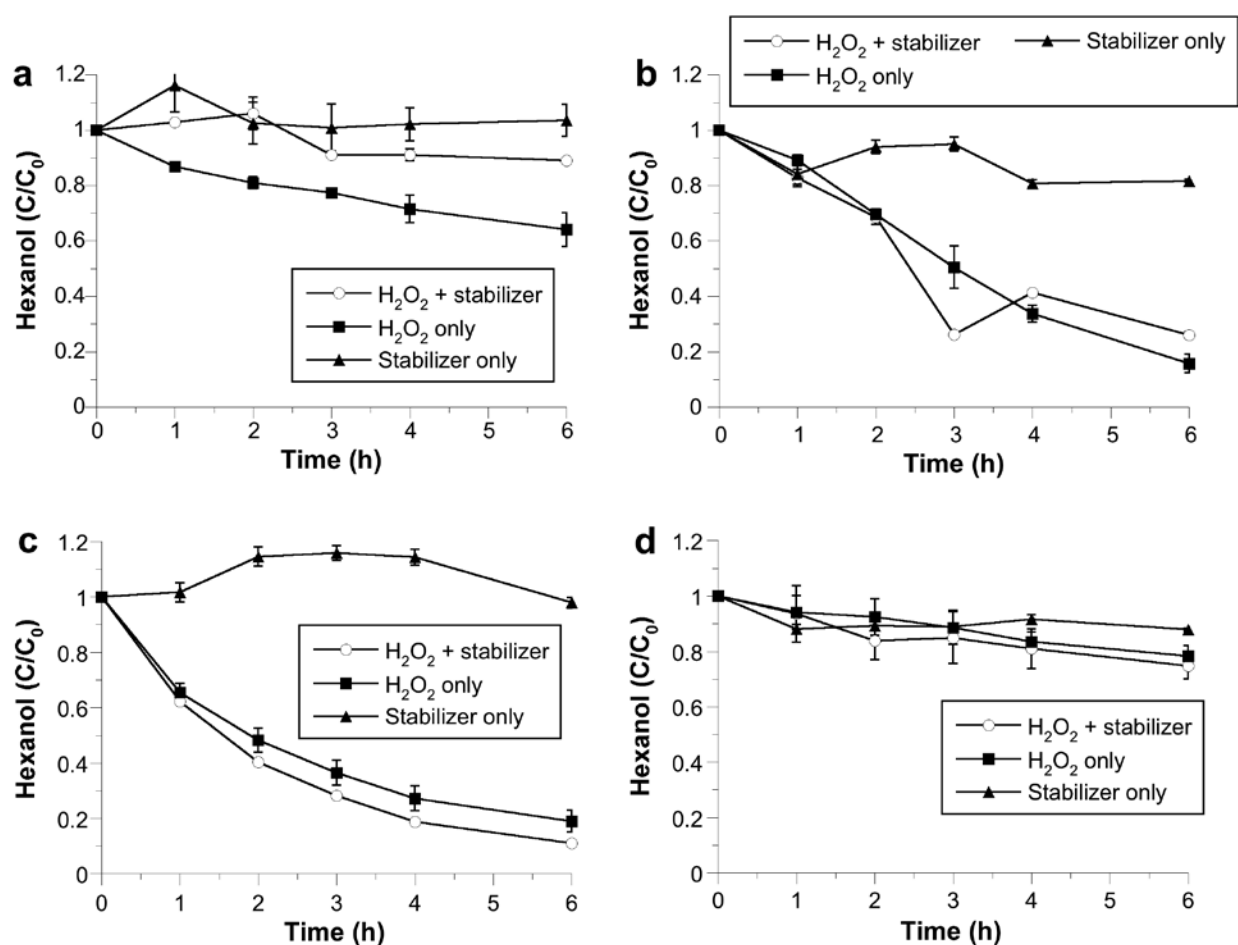 a
1.2
1
0.8
0.6
0.4
0.2
0
Hexanol (C/C₀)
H₂O₂ + stabilizer
H₂O₂ only
Stabilizer only
0 1 2 3 4 5 6
Time (h)
b
H₂O₂ + stabilizer Stabilizer only
H₂O₂ only
1.2
1
0.8
0.6
0.4
0.2
0
Hexanol (C/C₀)
0 1 2 3 4 5 6
Time (h)
c
1.2
1
0.8
0.6
0.4
0.2
0
Hexanol (C/C₀)
H₂O₂ + stabilizer
H₂O₂ only
Stabilizer only
0 1 2 3 4 5 6
Time (h)
d
1.2
1
0.8
0.6
0.4
0.2
0
Hexanol (C/C₀)
H₂O₂ + stabilizer
H₂O₂ only
Stabilizer only
0 1 2 3 4 5 6
Time (h)